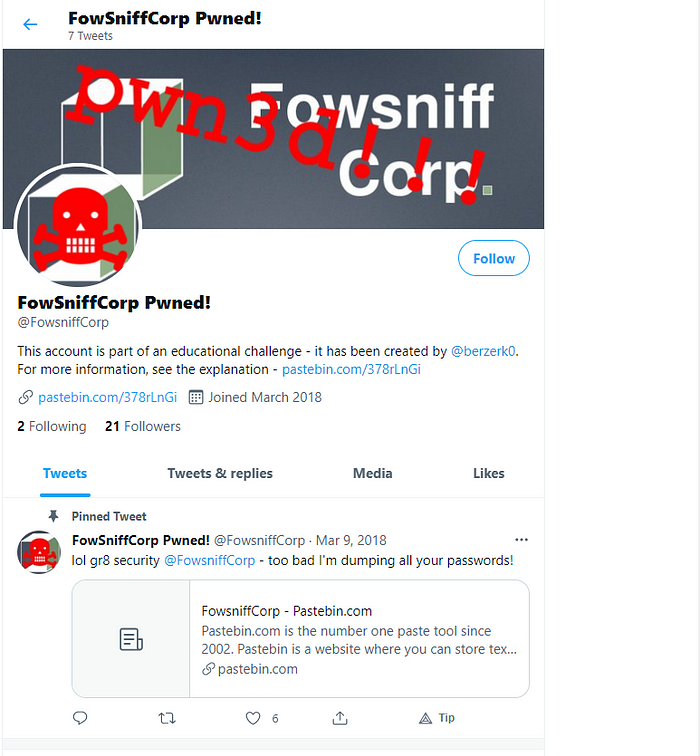 FowSniffCorp Pwned!
7 Tweets
pwn3d!!!
Fowsniff
Corp.
Follow
FowSniffCorp Pwned!
@FowsniffCorp
This account is part of an educational challenge - it has been created by @berzerk0.
For more information, see the explanation - pastebin.com/378rLnGi
pastebin.com/378rLnGi Joined March 2018
2 Following 21 Followers
Tweets Tweets & replies Media Likes
Pinned Tweet
FowSniffCorp Pwned! @FowsniffCorp · Mar 9, 2018 ...
lol gr8 security @FowsniffCorp - too bad I'm dumping all your passwords!
FowsniffCorp - Pastebin.com
Pastebin.com is the number one paste tool since
2002. Pastebin is a website where you can store tex...
pastebin.com
6 Tip